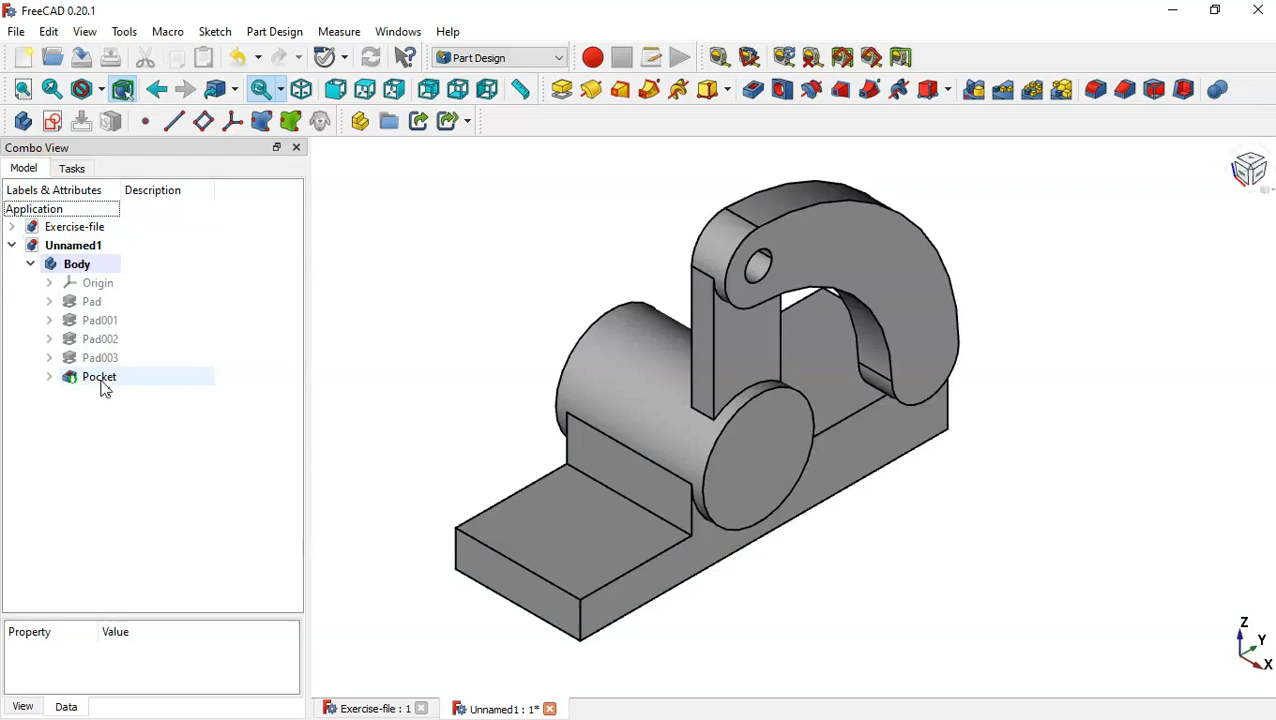 FreeCAD 0.20.1
File Edit View Tools Macro Sketch Part Design Measure Windows Help
Part Design
Combo View
Model Tasks
Labels & Attributes Description
Application
Exercise-file
Unnamed1
Body
Origin
Pad
Pad001
Pad002
Pad003
Pocket
Property Value
View Data
Exercise-file : 1 Unnamed1 : 1*
Z
Y
X